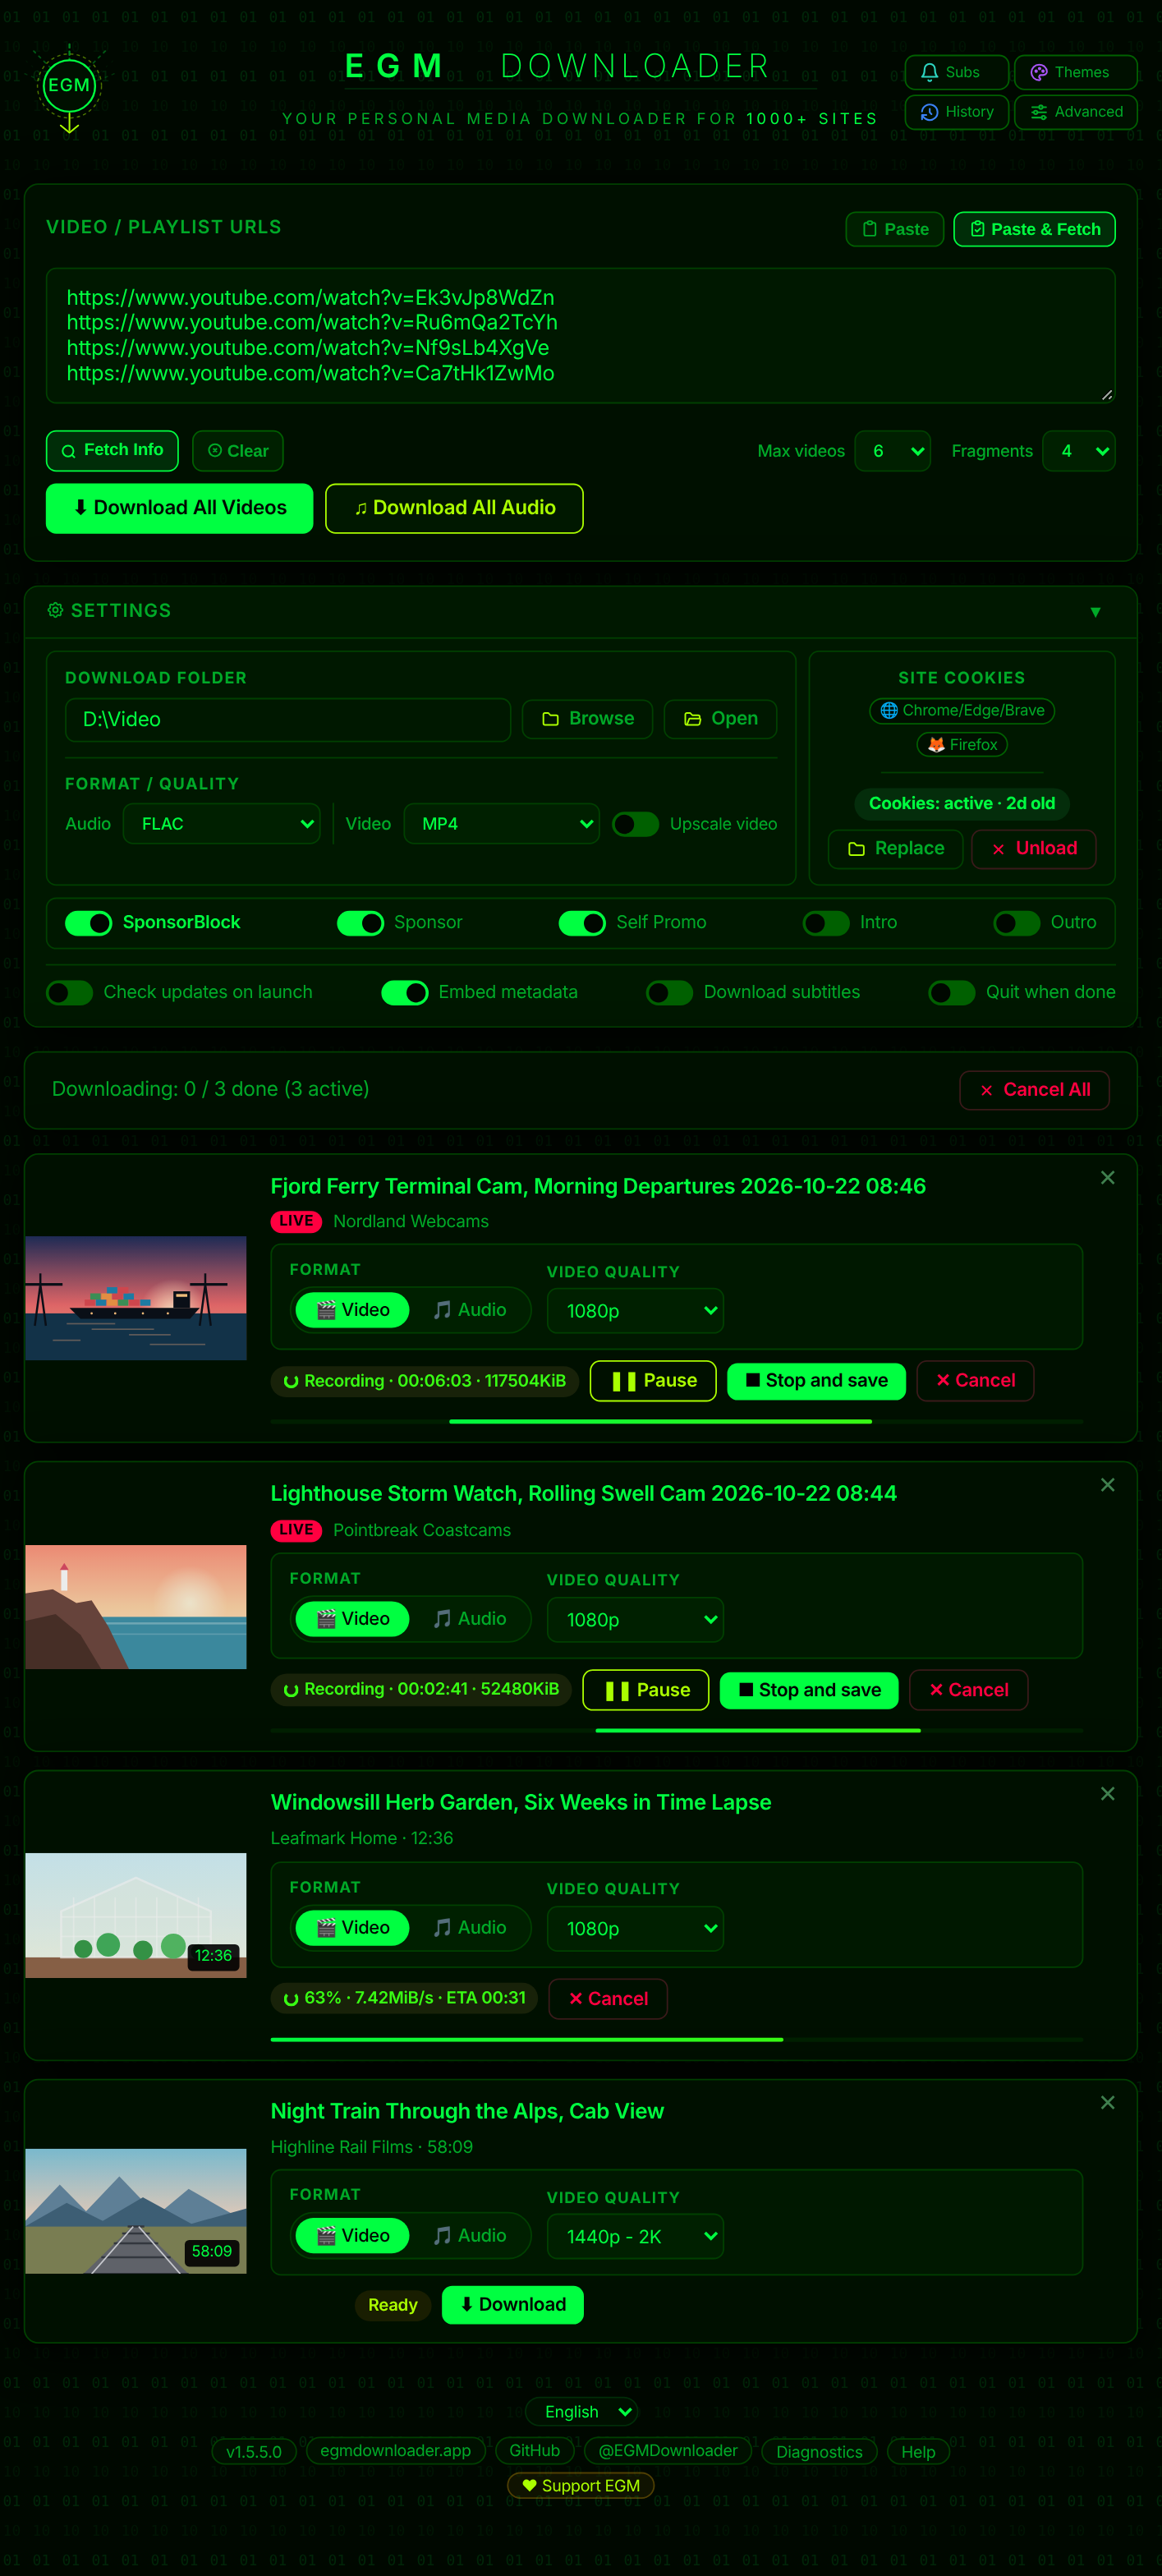 EGM
EGM DOWNLOADER
YOUR PERSONAL MEDIA DOWNLOADER FOR 1000+ SITES
Subs
Themes
History
Advanced
VIDEO / PLAYLIST URLS
Paste
Paste & Fetch
https://www.youtube.com/watch?v=Ek3vJp8WdZn
https://www.youtube.com/watch?v=Ru6mQa2TcYh
https://www.youtube.com/watch?v=Nf9sLb4XgVe
https://www.youtube.com/watch?v=Ca7tHk1ZwMo
Fetch Info
Clear
Max videos 6
Fragments 4
⬇ Download All Videos
♫ Download All Audio
SETTINGS ▼
DOWNLOAD FOLDER
D:\Video
Browse
Open
FORMAT / QUALITY
Audio FLAC
Video MP4
Upscale video
SITE COOKIES
🌐 Chrome/Edge/Brave
🦊 Firefox
Cookies: active · 2d old
Replace
✕ Unload
SponsorBlock
Sponsor
Self Promo
Intro
Outro
Check updates on launch
Embed metadata
Download subtitles
Quit when done
Downloading: 0 / 3 done (3 active)
✕ Cancel All
Fjord Ferry Terminal Cam, Morning Departures 2026-10-22 08:46
LIVE Nordland Webcams
FORMAT
VIDEO QUALITY
🎬 Video
🎵 Audio
1080p
Recording · 00:06:03 · 117504KiB
❚❚ Pause
■ Stop and save
✕ Cancel
Lighthouse Storm Watch, Rolling Swell Cam 2026-10-22 08:44
LIVE Pointbreak Coastcams
FORMAT
VIDEO QUALITY
🎬 Video
🎵 Audio
1080p
Recording · 00:02:41 · 52480KiB
❚❚ Pause
■ Stop and save
✕ Cancel
Windowsill Herb Garden, Six Weeks in Time Lapse
Leafmark Home · 12:36
FORMAT
VIDEO QUALITY
🎬 Video
🎵 Audio
1080p
12:36
63% · 7.42MiB/s · ETA 00:31
✕ Cancel
Night Train Through the Alps, Cab View
Highline Rail Films · 58:09
FORMAT
VIDEO QUALITY
🎬 Video
🎵 Audio
1440p - 2K
58:09
Ready
⬇ Download
English
v1.5.5.0
egmdownloader.app
GitHub
@EGMDownloader
Diagnostics
Help
♥ Support EGM